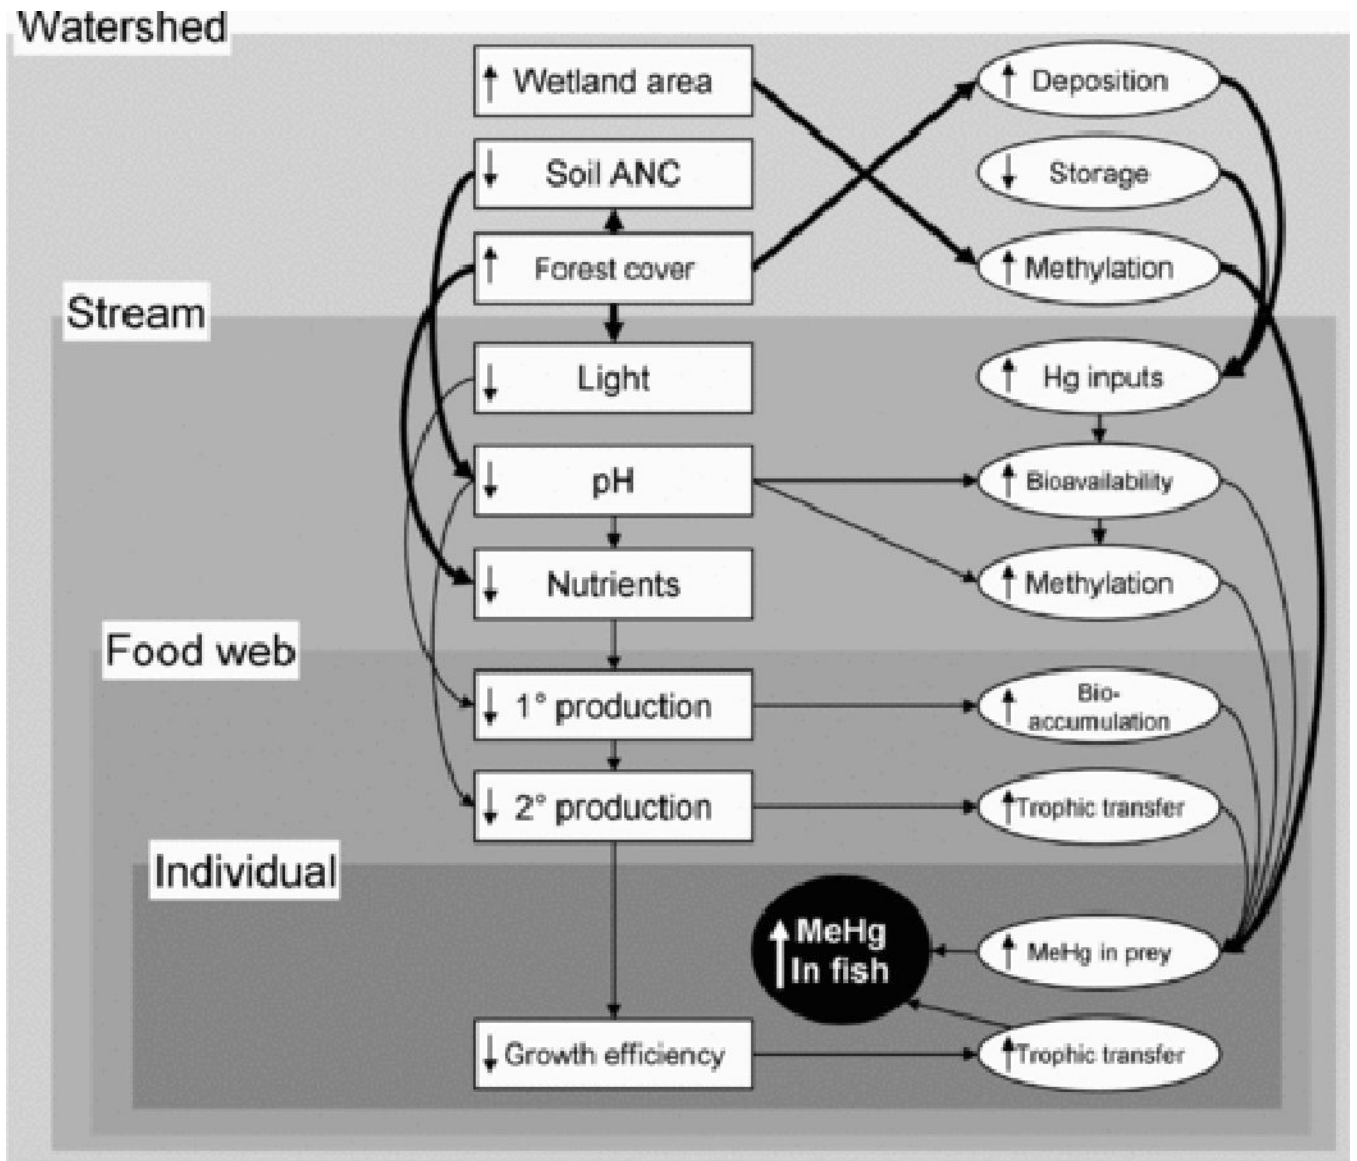 Watershed
↑ Wetland area
↑ Deposition
↓ Soil ANC
↓ Storage
↑ Forest cover
↑ Methylation
Stream
↓ Light
↑ Hg inputs
↓ pH
↑ Bioavailability
↓ Nutrients
↑ Methylation
Food web
↓ 1° production
↑ Bio-
accumulation
↓ 2° production
↑ Trophic transfer
Individual
↑ MeHg
In fish
↑ MeHg in prey
↓ Growth efficiency
↑ Trophic transfer